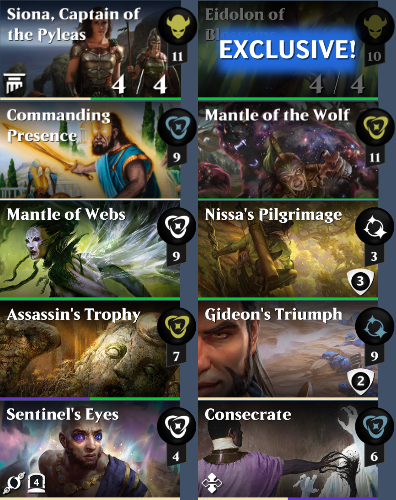 Siona, Captain of
the Pyleas
11
4 / 4
Eidolon of
EXCLUSIVE!
10
4 / 4
Commanding
Presence
9
Mantle of the Wolf
11
Mantle of Webs
9
Nissa's Pilgrimage
3
3
Assassin's Trophy
7
Gideon's Triumph
9
2
Sentinel's Eyes
4
4
Consecrate
6